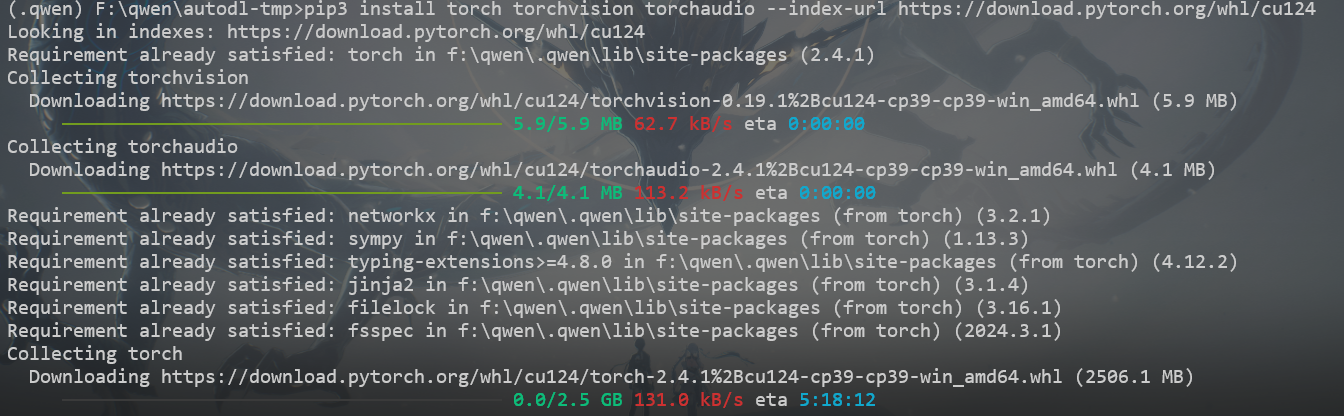 (.qwen) F:\qwen\autodl-tmp>pip3 install torch torchvision torchaudio --index-url https://download.pytorch.org/whl/cu124
Looking in indexes: https://download.pytorch.org/whl/cu124
Requirement already satisfied: torch in f:\qwen\.qwen\lib\site-packages (2.4.1)
Collecting torchvision
  Downloading https://download.pytorch.org/whl/cu124/torchvision-0.19.1%2Bcu124-cp39-cp39-win_amd64.whl (5.9 MB)
5.9/5.9 MB 62.7 kB/s eta 0:00:00
Collecting torchaudio
  Downloading https://download.pytorch.org/whl/cu124/torchaudio-2.4.1%2Bcu124-cp39-cp39-win_amd64.whl (4.1 MB)
4.1/4.1 MB 113.2 kB/s eta 0:00:00
Requirement already satisfied: networkx in f:\qwen\.qwen\lib\site-packages (from torch) (3.2.1)
Requirement already satisfied: sympy in f:\qwen\.qwen\lib\site-packages (from torch) (1.13.3)
Requirement already satisfied: typing-extensions>=4.8.0 in f:\qwen\.qwen\lib\site-packages (from torch) (4.12.2)
Requirement already satisfied: jinja2 in f:\qwen\.qwen\lib\site-packages (from torch) (3.1.4)
Requirement already satisfied: filelock in f:\qwen\.qwen\lib\site-packages (from torch) (3.16.1)
Requirement already satisfied: fsspec in f:\qwen\.qwen\lib\site-packages (from torch) (2024.3.1)
Collecting torch
  Downloading https://download.pytorch.org/whl/cu124/torch-2.4.1%2Bcu124-cp39-cp39-win_amd64.whl (2506.1 MB)
0.0/2.5 GB 131.0 kB/s eta 5:18:12